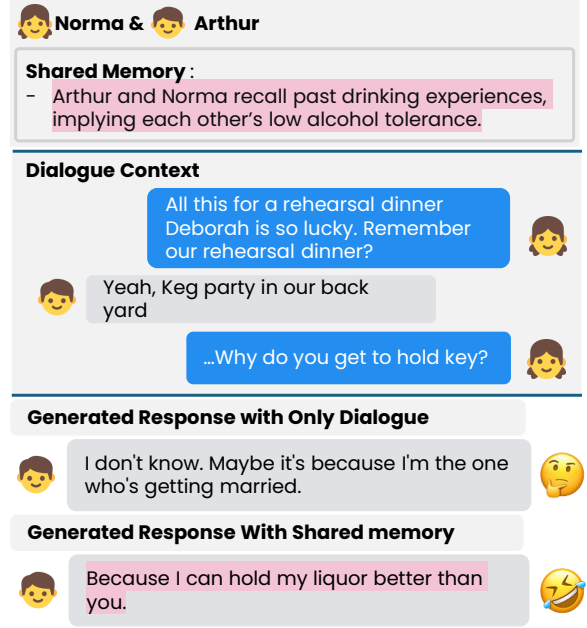 Norma & Arthur
Shared Memory :
- Arthur and Norma recall past drinking experiences,
implying each other's low alcohol tolerance.
Dialogue Context
All this for a rehearsal dinner
Deborah is so lucky. Remember
our rehearsal dinner?
Yeah, Keg party in our back
yard
...Why do you get to hold key?
Generated Response with Only Dialogue
I don't know. Maybe it's because I'm the one
who's getting married.
Generated Response With Shared memory
Because I can hold my liquor better than
you.